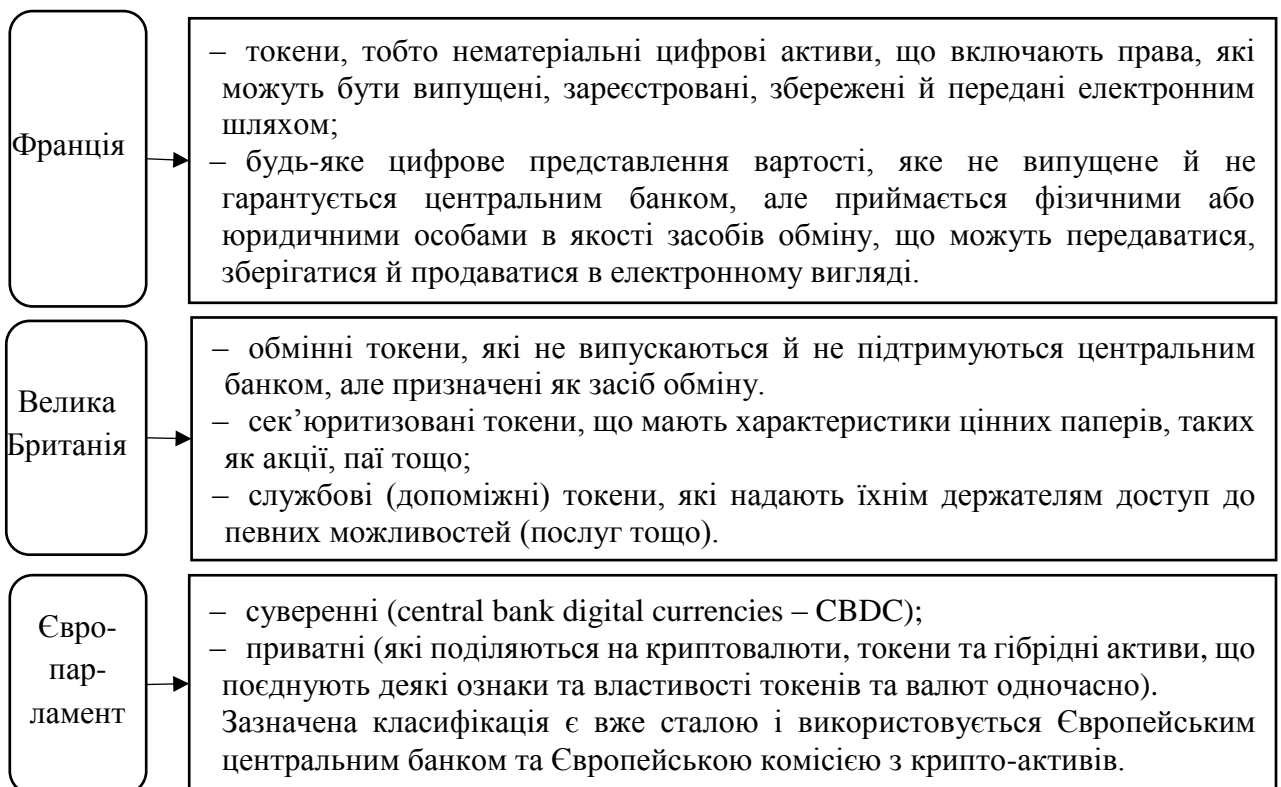 Франція
– токени, тобто нематеріальні цифрові активи, що включають права, які
можуть бути випущені, зареєстровані, збережені й передані електронним
шляхом;
– будь-яке цифрове представлення вартості, яке не випущене й не
гарантується центральним банком, але приймається фізичними або
юридичними особами в якості засобів обміну, що можуть передаватися,
зберігатися й продаватися в електронному вигляді.
Велика
Британія
– обмінні токени, які не випускаються й не підтримуються центральним
банком, але призначені як засіб обміну.
– сек’юритизовані токени, що мають характеристики цінних паперів, таких
як акції, паї тощо;
– службові (допоміжні) токени, які надають їхнім держателям доступ до
певних можливостей (послуг тощо).
Євро-
пар-
ламент
– суверенні (central bank digital currencies – CBDC);
– приватні (які поділяються на криптовалюти, токени та гібрідні активи, що
поєднують деякі ознаки та властивості токенів та валют одночасно).
Зазначена класифікація є вже сталою і використовується Європейським
центральним банком та Європейською комісією з крипто-активів.